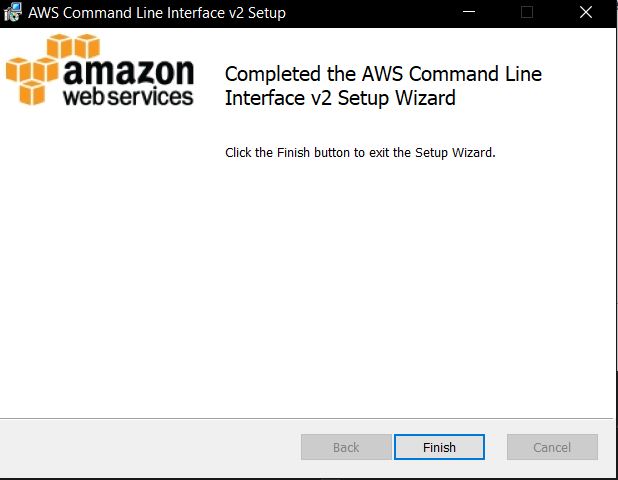 AWS Command Line Interface v2 Setup
amazon
webservices
Completed the AWS Command Line
Interface v2 Setup Wizard
Click the Finish button to exit the Setup Wizard.
Back
Finish
Cancel